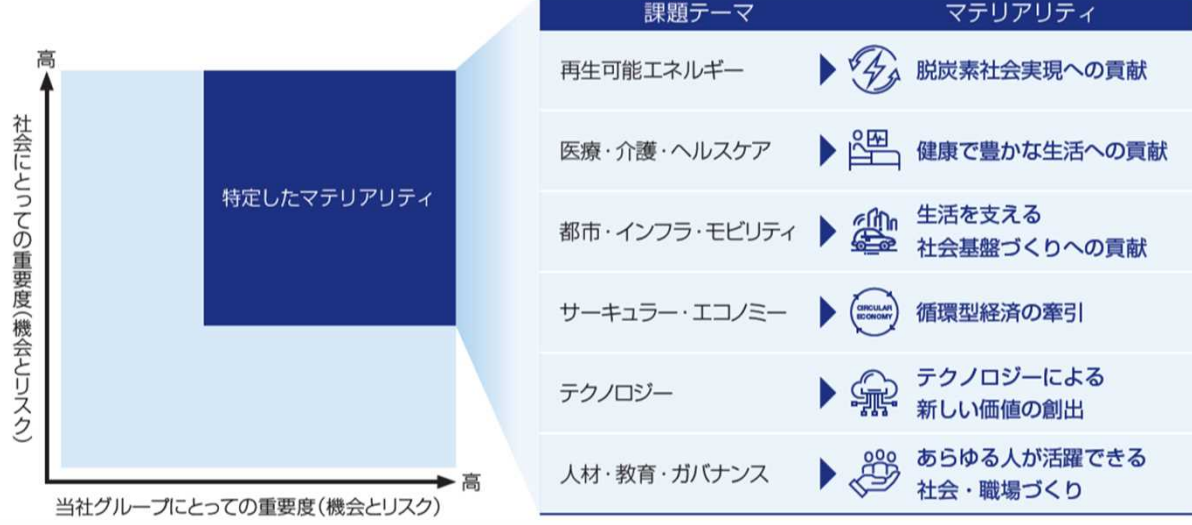 高
社会にとっての重要度(機会とリスク)
特定したマテリアリティ
高
当社グループにとっての重要度(機会とリスク)
課題テーマ
マテリアリティ
再生可能エネルギー
脱炭素社会実現への貢献
医療・介護・ヘルスケア
健康で豊かな生活への貢献
都市・インフラ・モビリティ
生活を支える
社会基盤づくりへの貢献
サーキュラー・エコノミー
CIRCULAR
ECONOMY
循環型経済の牽引
テクノロジー
テクノロジーによる
新しい価値の創出
人材・教育・ガバナンス
あらゆる人が活躍できる
社会・職場づくり